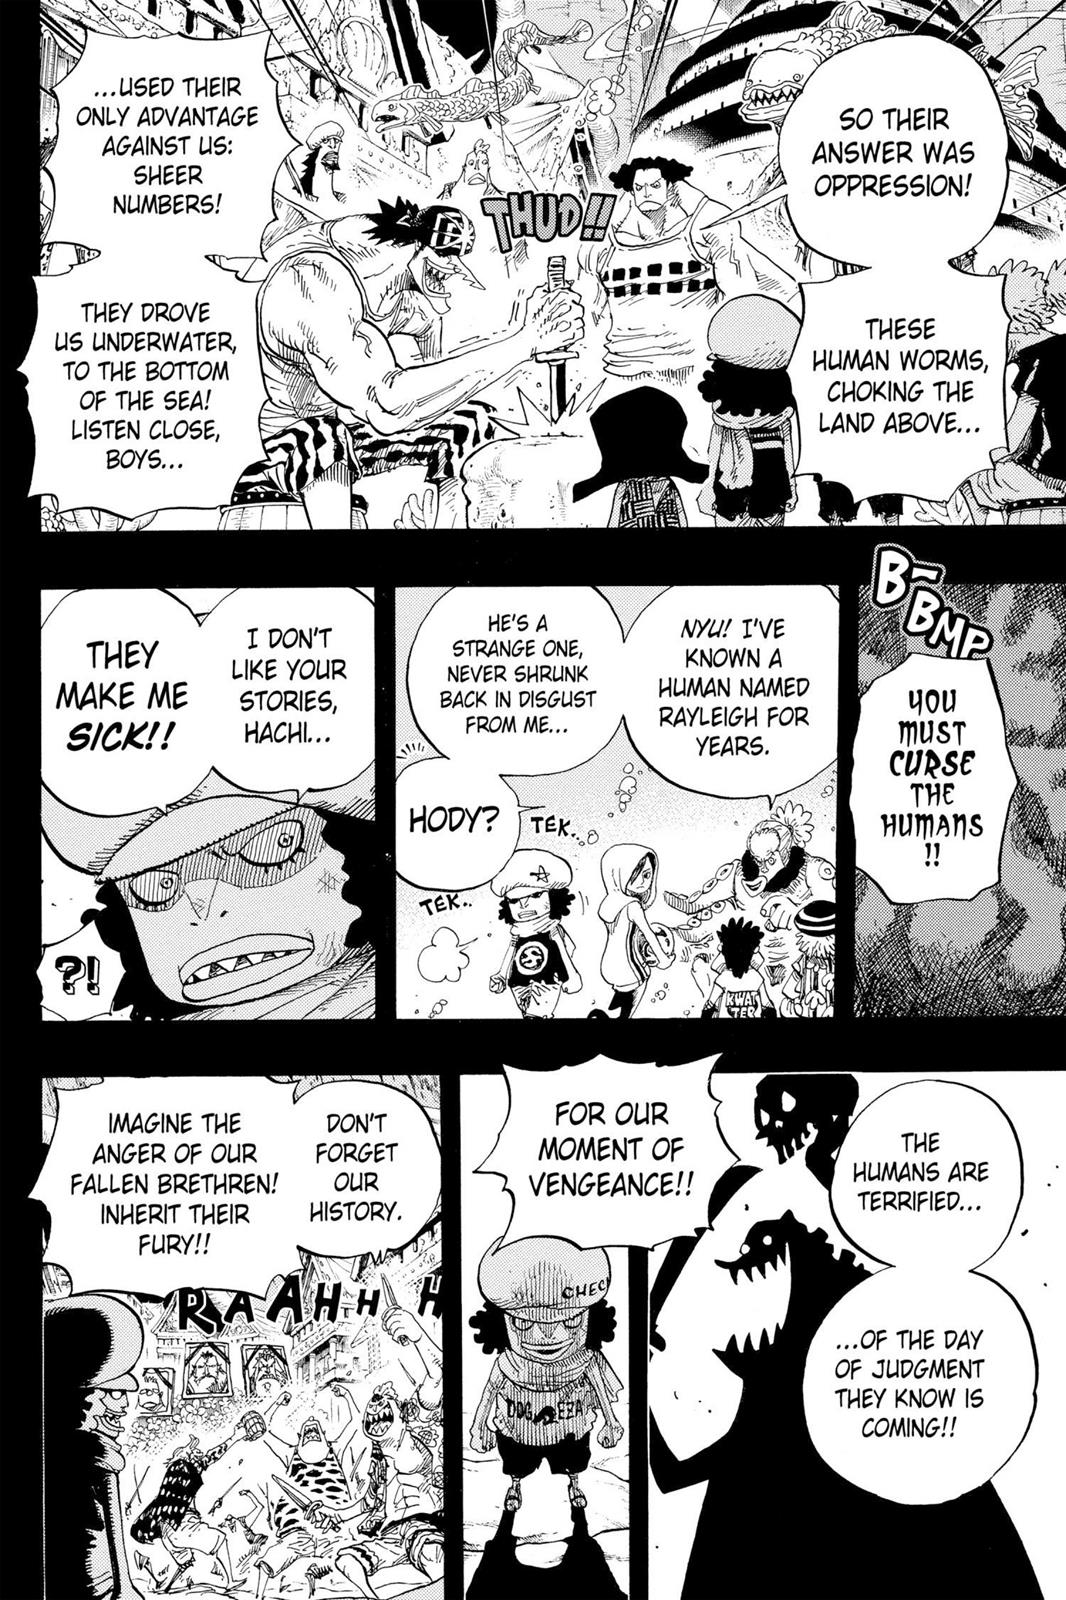 SO THEIR
ANSWER WAS
OPPRESSION!
THESE
HUMAN WORMS,
CHOKING THE
LAND ABOVE...
THUD!!
...USED THEIR
ONLY ADVANTAGE
AGAINST US:
SHEER
NUMBERS!
THEY DROVE
US UNDERWATER,
TO THE BOTTOM
OF THE SEA!
LISTEN CLOSE,
BOYS...
B-
BMP
YOU
MUST
CURSE
THE
HUMANS
!!
NYU! I'VE
KNOWN A
HUMAN NAMED
RAYLEIGH FOR
YEARS.
HE'S A
STRANGE ONE,
NEVER SHRUNK
BACK IN DISGUST
FROM ME...
HODY?
TEK..
TEK..
KWA
TER
I DON'T
LIKE YOUR
STORIES,
HACHI...
THEY
MAKE ME
SICK!!
?!
THE
HUMANS ARE
TERRIFIED...
...OF THE DAY
OF JUDGMENT
THEY KNOW IS
COMING!!
FOR OUR
MOMENT OF
VENGEANCE!!
CHEC
DOG EZA
DON'T
FORGET
OUR
HISTORY.
IMAGINE THE
ANGER OF OUR
FALLEN BRETHREN!
INHERIT THEIR
FURY!!
RAAHHH